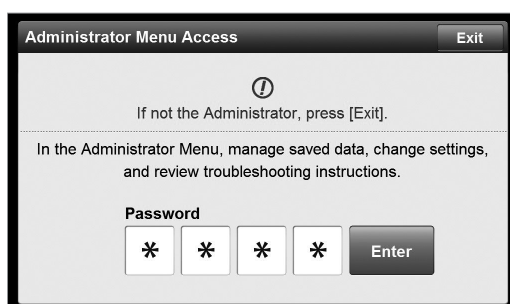 Administrator Menu Access
Exit
If not the Administrator, press [Exit].
In the Administrator Menu, manage saved data, change settings,
and review troubleshooting instructions.
Password
* * * * Enter